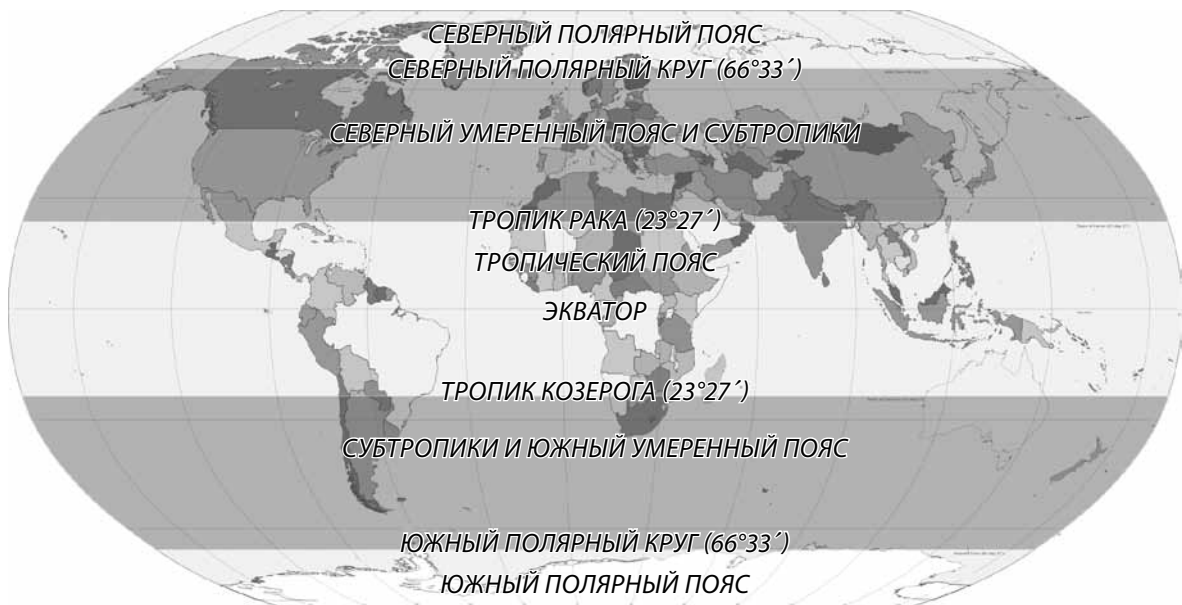 СЕВЕРНЫЙ ПОЛЯРНЫЙ ПОЯС
СЕВЕРНЫЙ ПОЛЯРНЫЙ КРУГ (66°33´)
СЕВЕРНЫЙ УМЕРЕННЫЙ ПОЯС И СУБТРОПИКИ
ТРОПИК РАКА (23°27´)
ТРОПИЧЕСКИЙ ПОЯС
ЭКВАТОР
ТРОПИК КОЗЕРОГА (23°27´)
СУБТРОПИКИ И ЮЖНЫЙ УМЕРЕННЫЙ ПОЯС
ЮЖНЫЙ ПОЛЯРНЫЙ КРУГ (66°33´)
ЮЖНЫЙ ПОЛЯРНЫЙ ПОЯС